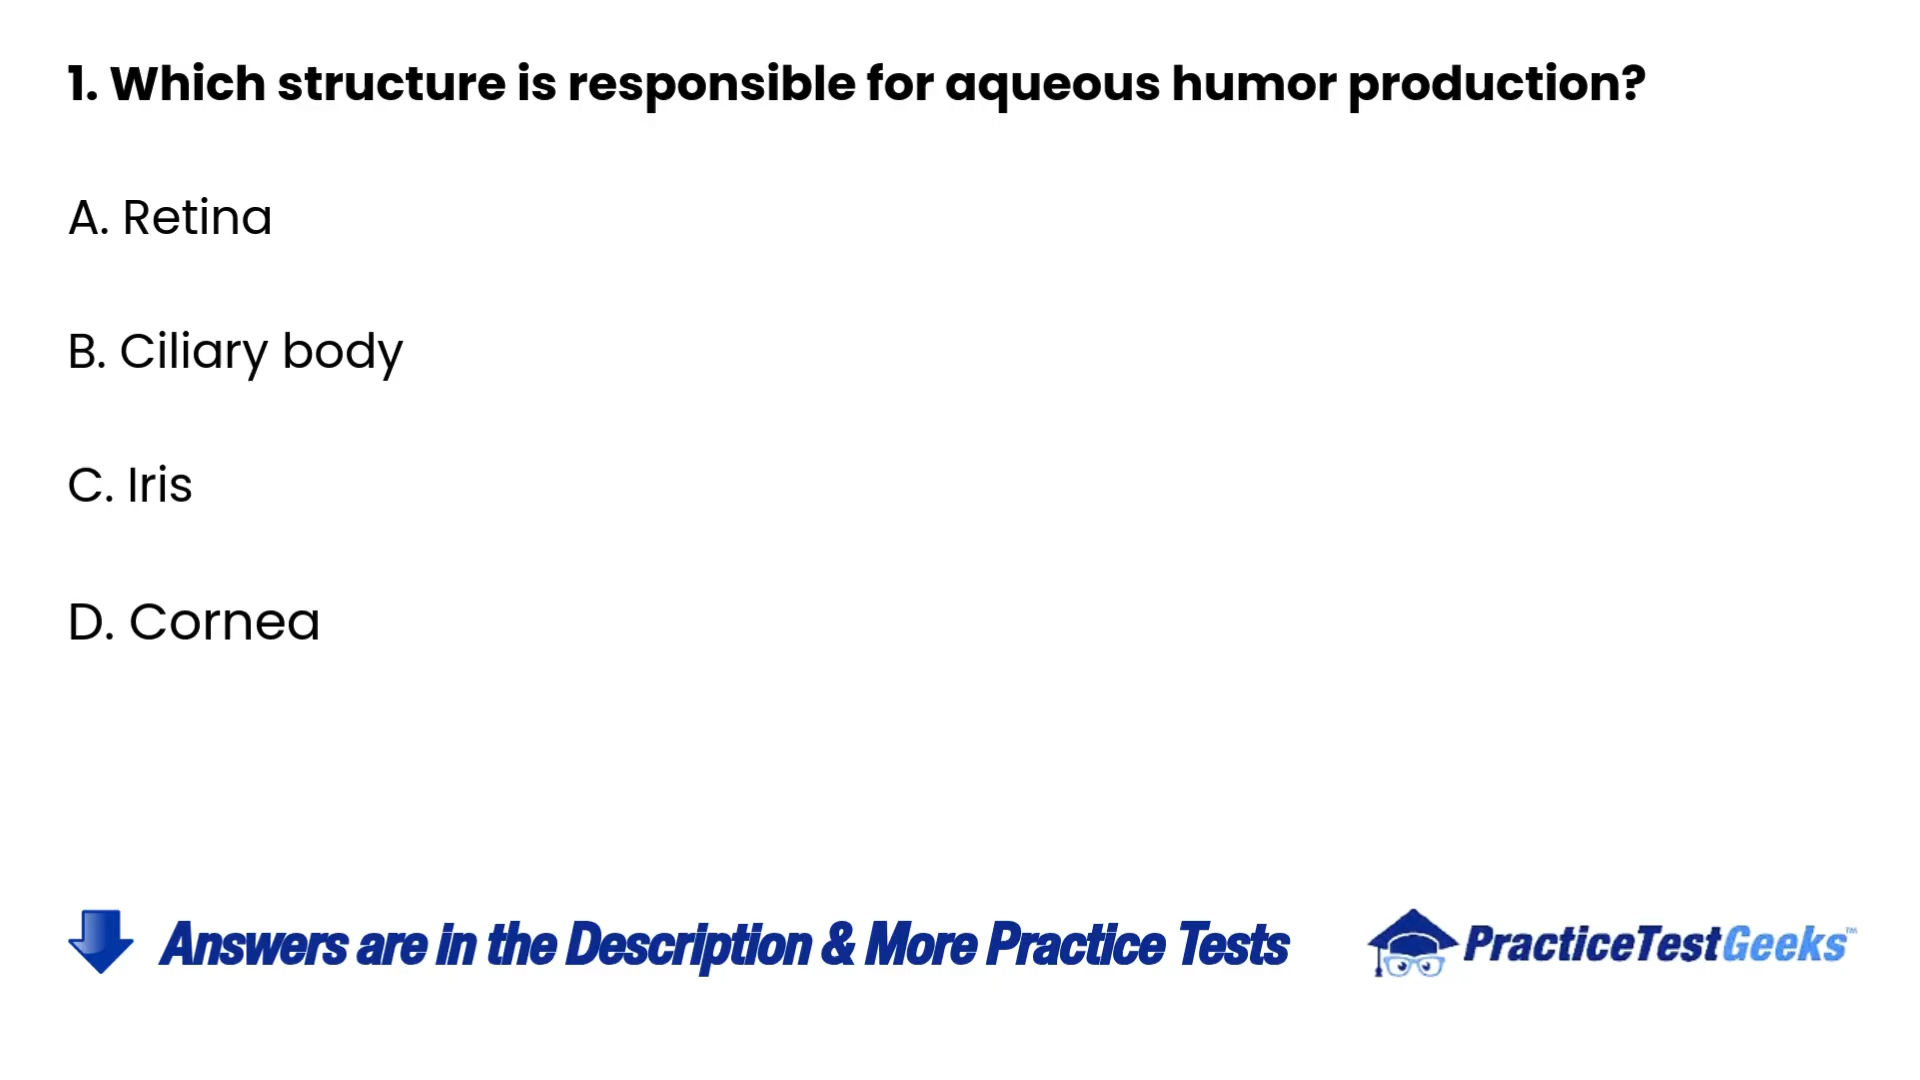 1. Which structure is responsible for aqueous humor production?
A. Retina
B. Ciliary body
C. Iris
D. Cornea
Answers are in the Description & More Practice Tests
PracticeTestGeeks™